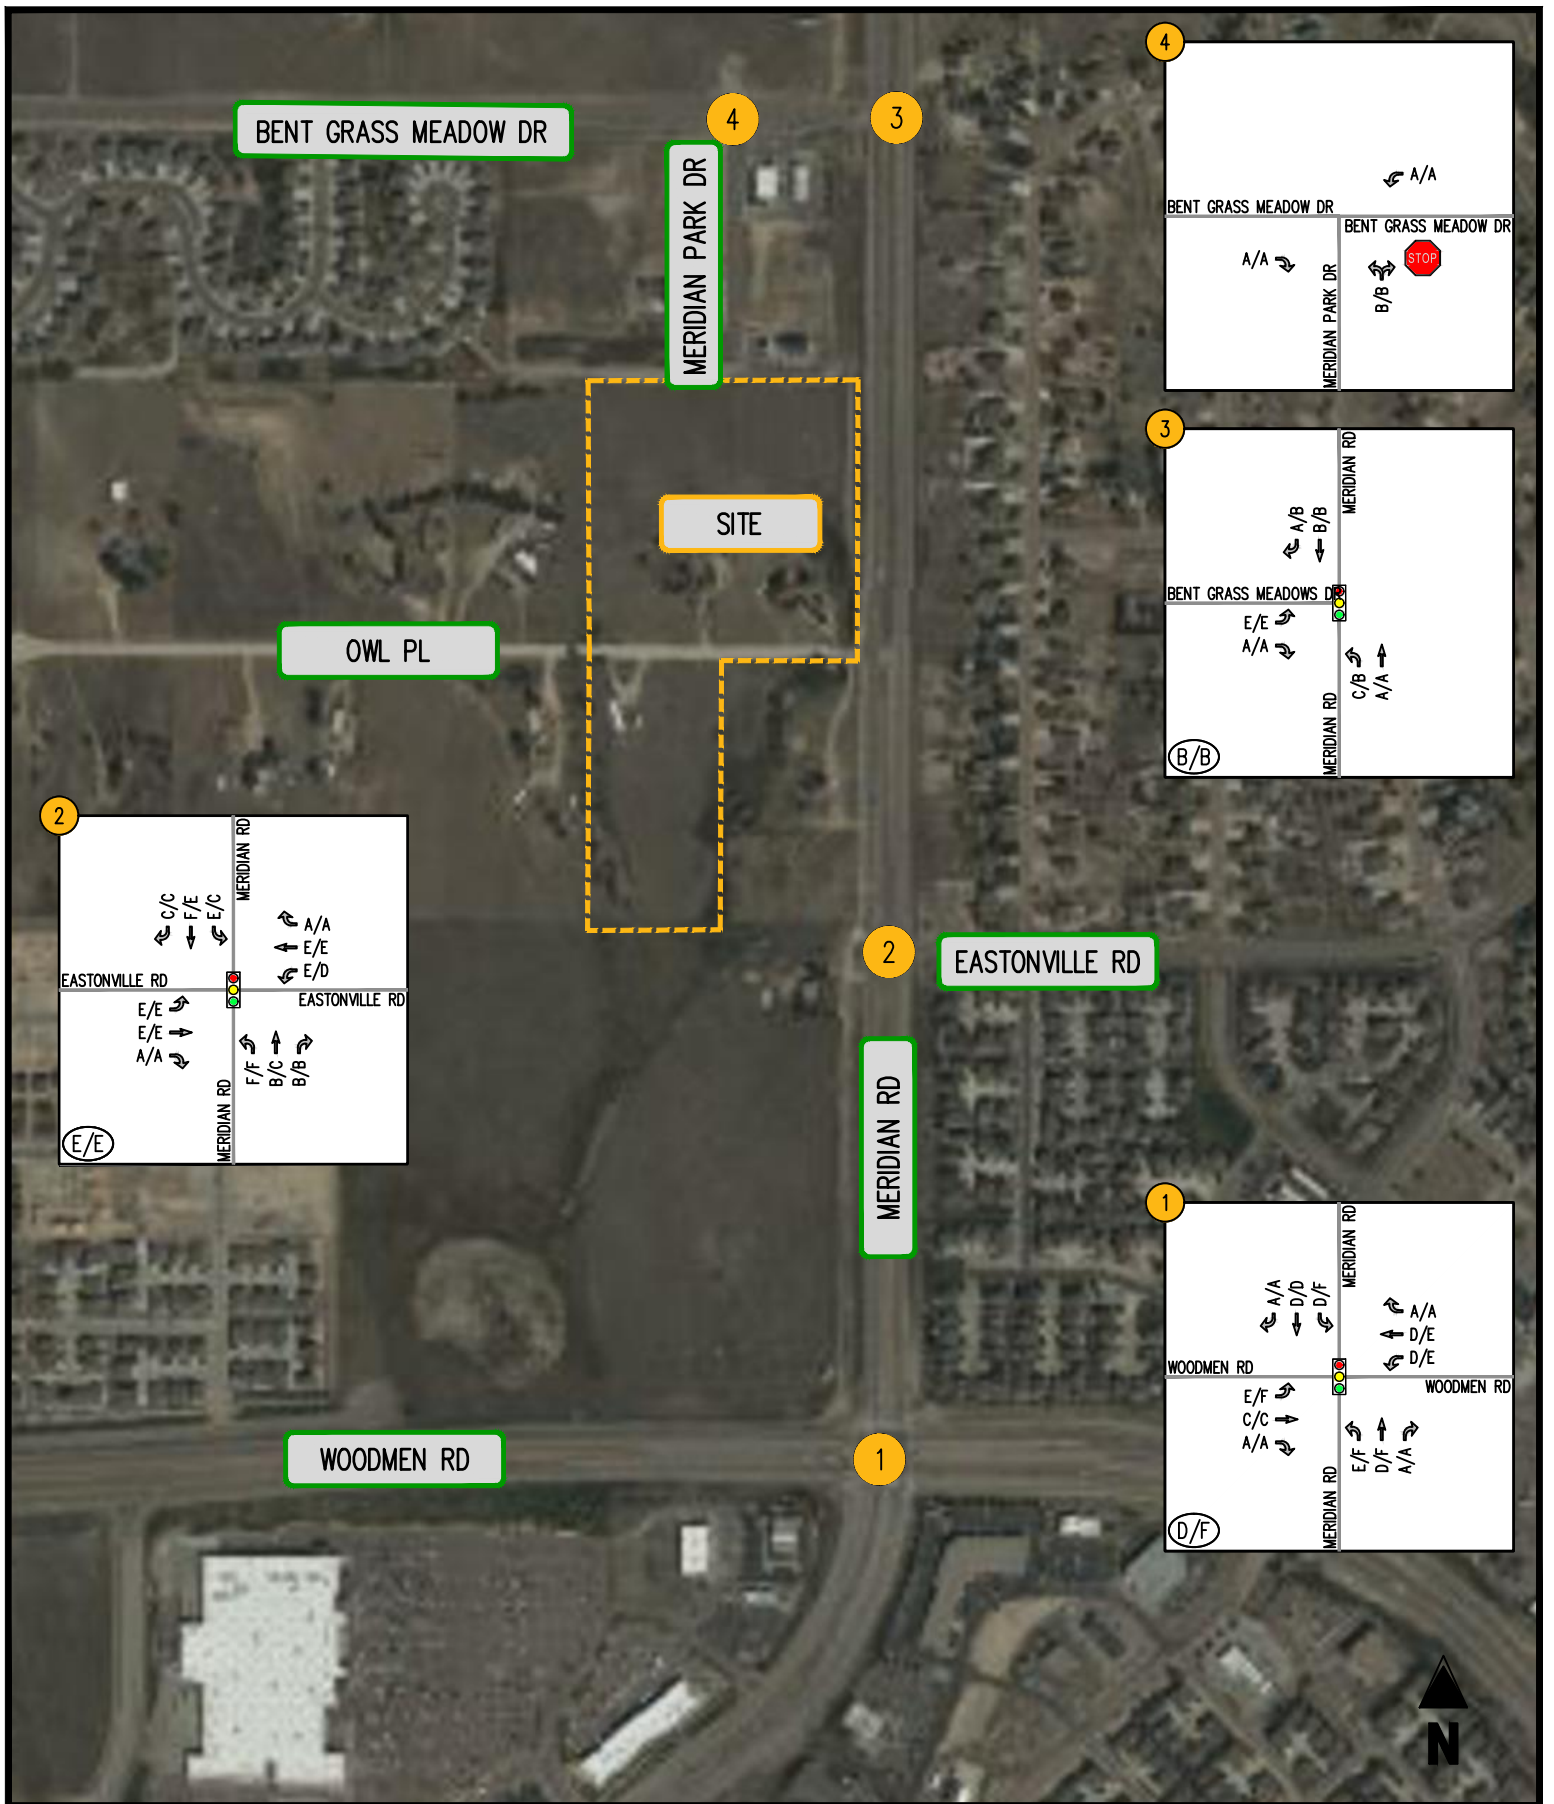 4
BENT GRASS MEADOW DR
4
3
MERIDIAN PARK DR
A/A
BENT GRASS MEADOW DR
BENT GRASS MEADOW DR
A/A
STOP
B/B
MERIDIAN PARK DR
3
MERIDIAN RD
A/B
B/B
BENT GRASS MEADOWS DR
E/E
A/A
C/B
A/A
MERIDIAN RD
B/B
SITE
OWL PL
2
MERIDIAN RD
C/C
F/E
E/C
A/A
E/E
E/D
EASTONVILLE RD
EASTONVILLE RD
E/E
E/E
A/A
F/F
B/C
B/B
MERIDIAN RD
E/E
2
EASTONVILLE RD
MERIDIAN RD
1
MERIDIAN RD
A/A
D/D
D/F
A/A
D/E
D/E
WOODMEN RD
WOODMEN RD
E/F
C/C
A/A
E/F
D/F
A/A
MERIDIAN RD
D/F
WOODMEN RD
1
N